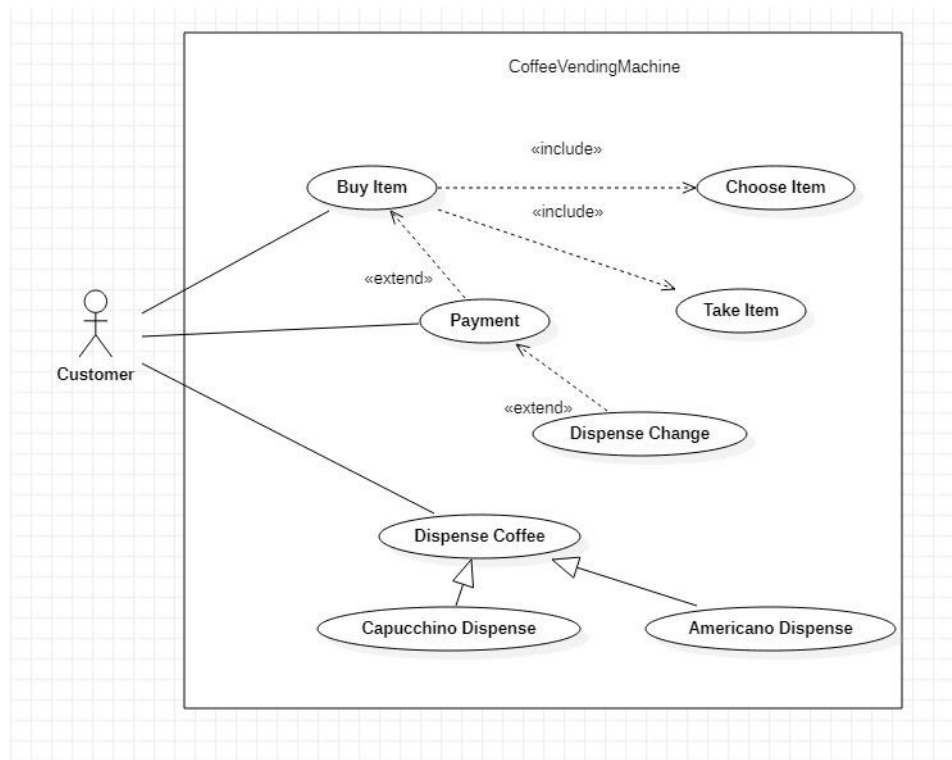 CoffeeVendingMachine
«include»
Buy Item
Choose Item
«include»
«extend»
Take Item
Payment
Customer
«extend»
Dispense Change
Dispense Coffee
Capucchino Dispense
Americano Dispense